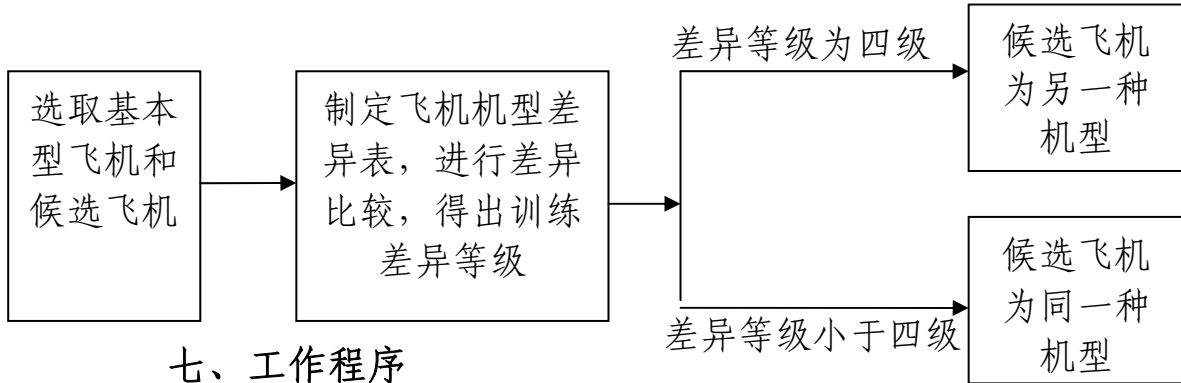 选取基本
型飞机和
候选飞机
制定飞机机型差
异表，进行差异
比较，得出训练
差异等级
差异等级为四级
候选飞机
为另一种
机型
差异等级小于四级
候选飞机
为同一种
机型
七、工作程序